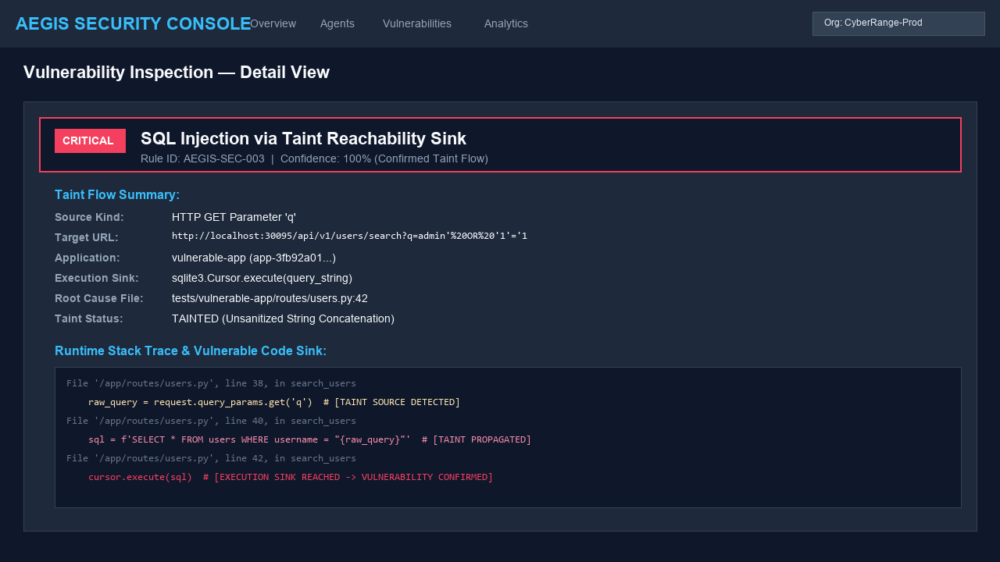 AEGIS SECURITY CONSOLE Overview Agents Vulnerabilities Analytics Org: CyberRange-Prod
Vulnerability Inspection — Detail View
CRITICAL SQL Injection via Taint Reachability Sink
Rule ID: AEGIS-SEC-003 | Confidence: 100% (Confirmed Taint Flow)
Taint Flow Summary:
Source Kind: HTTP GET Parameter 'q'
Target URL: http://localhost:30095/api/v1/users/search?q=admin'%20OR%20'1'='1
Application: vulnerable-app (app-3fb92a01...)
Execution Sink: sqlite3.Cursor.execute(query_string)
Root Cause File: tests/vulnerable-app/routes/users.py:42
Taint Status: TAINTED (Unsanitized String Concatenation)
Runtime Stack Trace & Vulnerable Code Sink:
File '/app/routes/users.py', line 38, in search_users
raw_query = request.query_params.get('q')  # [TAINT SOURCE DETECTED]
File '/app/routes/users.py', line 40, in search_users
sql = f'SELECT * FROM users WHERE username = "{raw_query}"'  # [TAINT PROPAGATED]
File '/app/routes/users.py', line 42, in search_users
cursor.execute(sql)  # [EXECUTION SINK REACHED -> VULNERABILITY CONFIRMED]